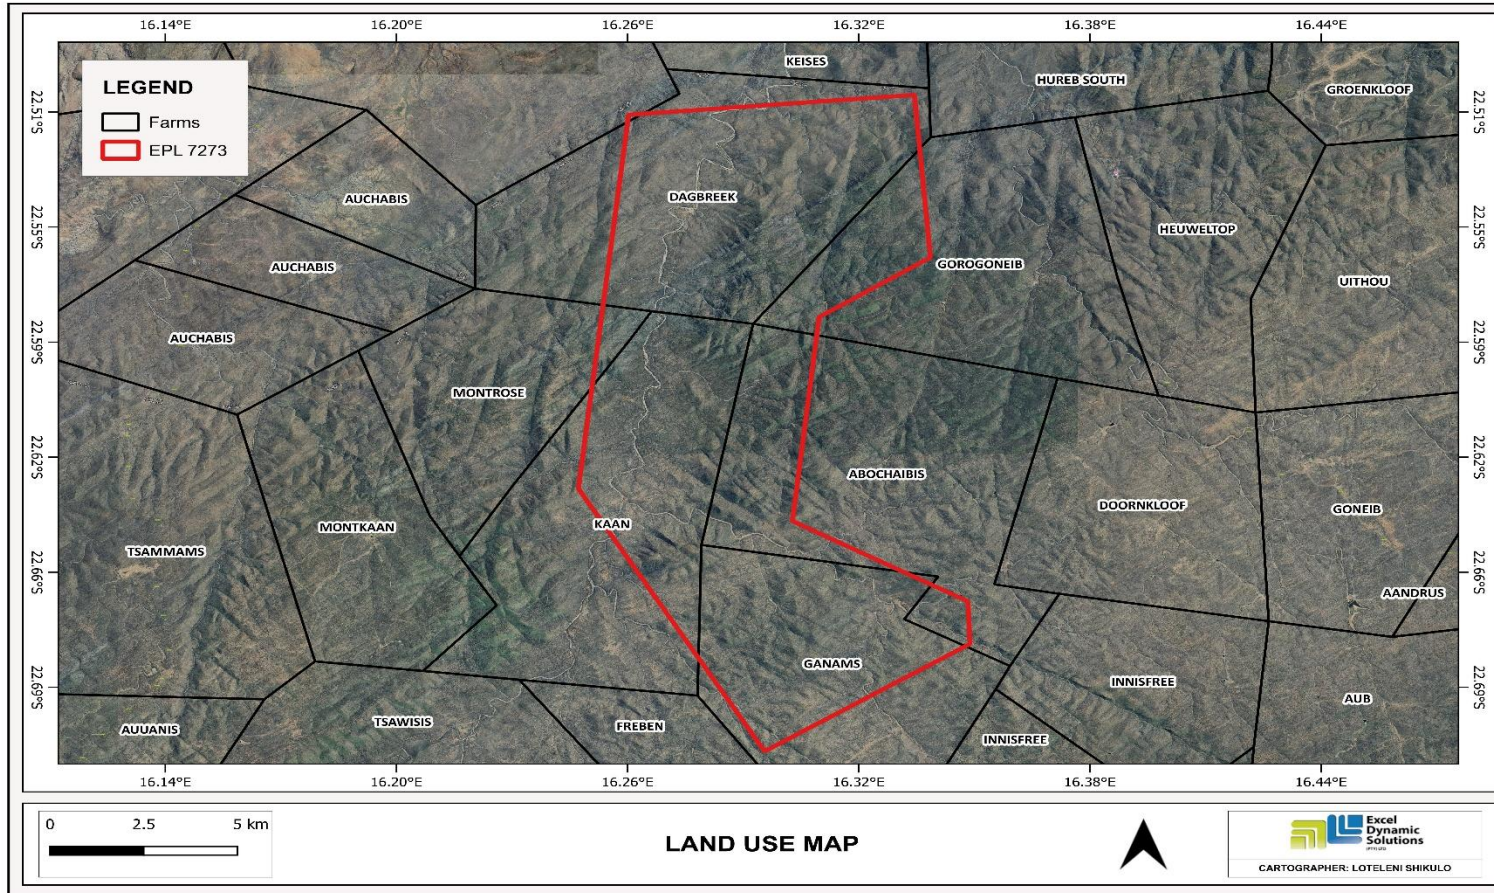 16.14°E
16.20°E
16.26°E
16.32°E
16.38°E
16.44°E
LEGEND
Farms
EPL 7273
KEISES
HUREB SOUTH
GROENKLOOF
22.51°S
22.51°S
AUCHABIS
DAGBREEK
22.55°S
HEUWELTOP
22.55°S
AUCHABIS
GOROGONEIB
UITHOU
22.59°S
AUCHABIS
22.59°S
MONTROSE
22.62°S
ABOCHAIBIS
22.62°S
DOORNKLOOF
GONEIB
MONTKAAN
KAAN
TSAMMAMS
22.66°S
22.66°S
AANDRUS
GANAMS
INNISFREE
22.69°S
AUB
22.69°S
AUUANIS
TSAWISIS
FREBEN
INNISFREE
16.14°E
16.20°E
16.26°E
16.32°E
16.38°E
16.44°E
0 2.5 5 km
LAND USE MAP
Excel
Dynamic
Solutions
(PTY) LTD
CARTOGRAPHER: LOTELENI SHIKULO